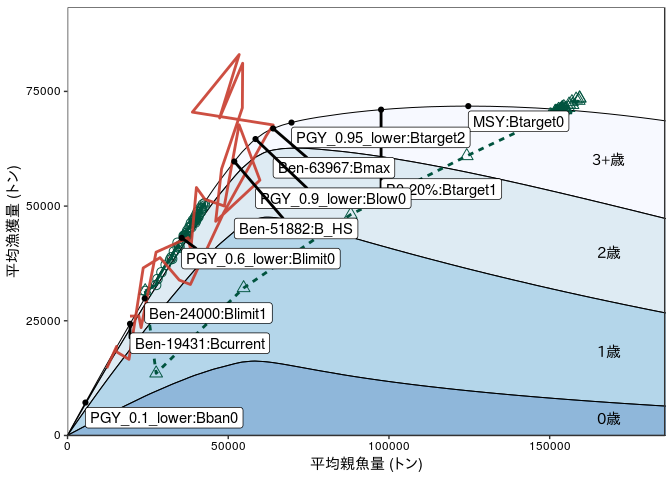 平均漁獲量 (トン)
75000
50000
25000
0
MSY:Btarget0
PGY_0.95_lower:Btarget2
3+歳
Ben-63967:Bmax
B0-20%:Btarget1
PGY_0.9_lower:Blow0
Ben-51882:B_HS
2歳
PGY_0.6_lower:Blimit0
Ben-24000:Blimit1
Ben-19431:Bcurrent
1歳
PGY_0.1_lower:Bban0
0歳
0
50000
100000
150000
平均親魚量 (トン)